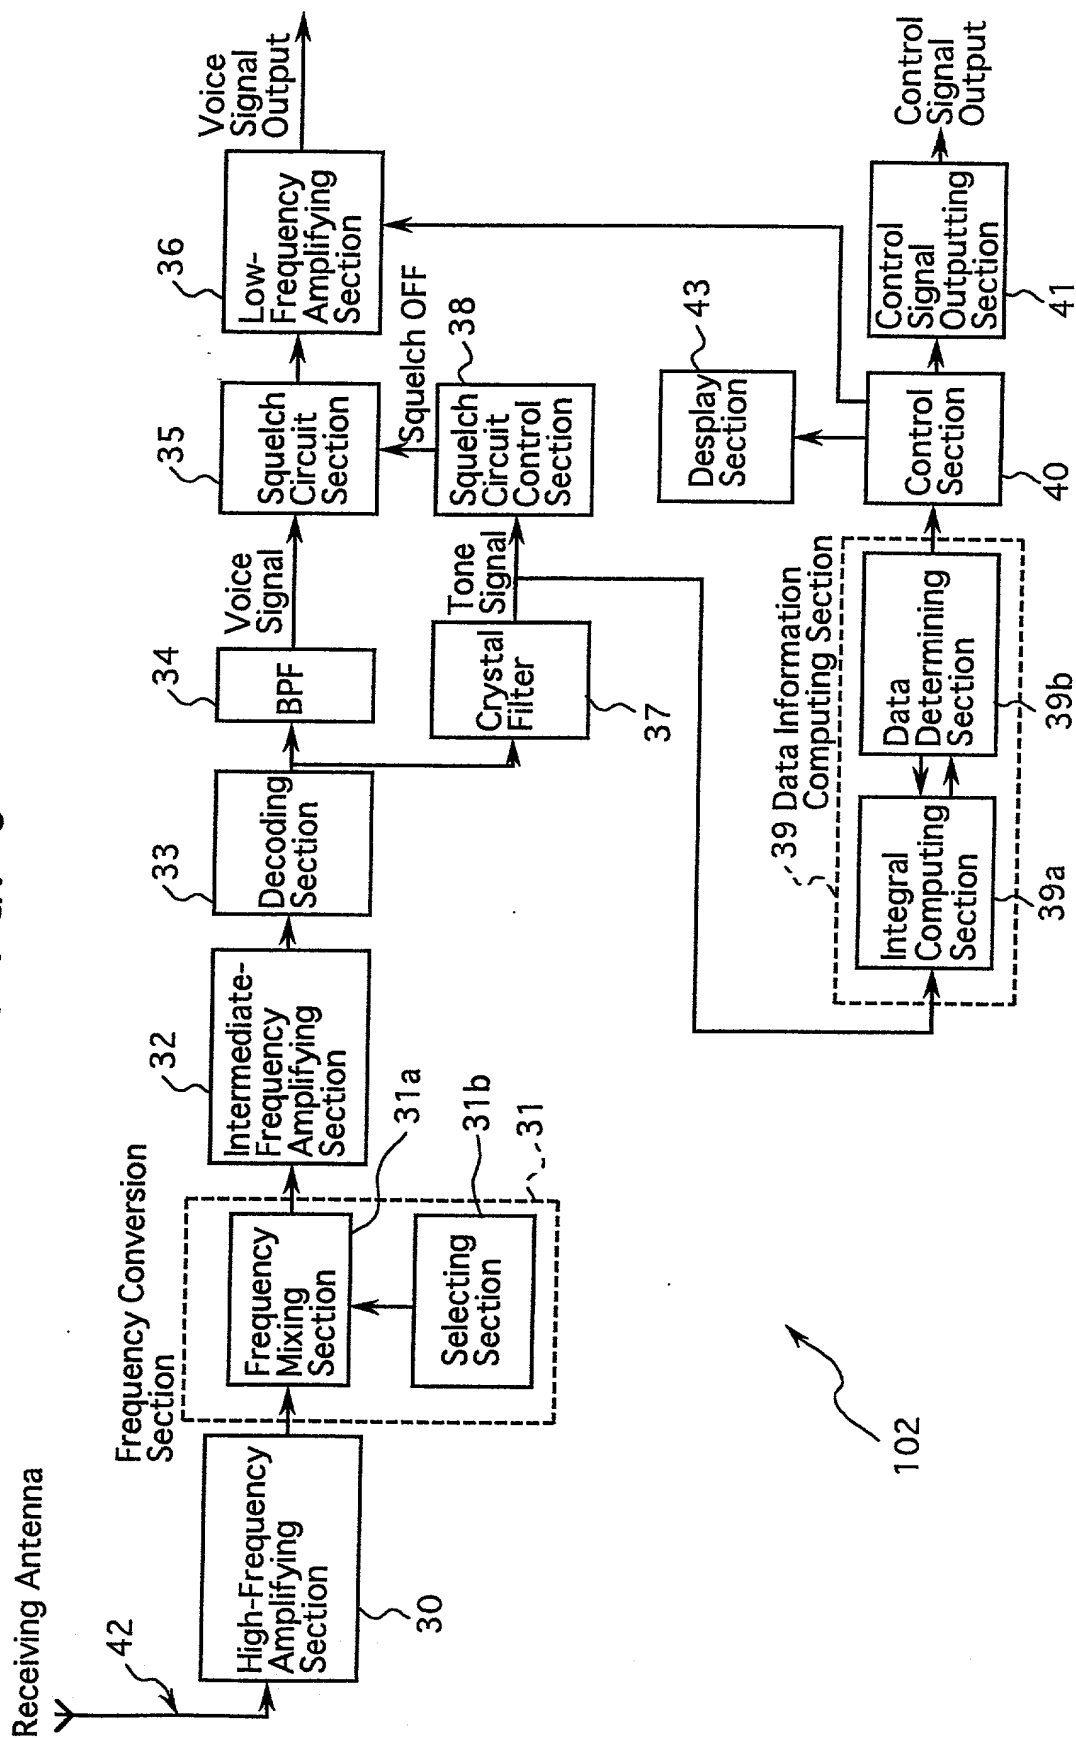 Receiving Antenna
42
High-Frequency
Amplifying
Section
30
Frequency Conversion
Section
Frequency
Mixing
Section
31a
Selecting
Section
31b
31
Intermediate-
Frequency
Amplifying
Section
32
Decoding
Section
33
BPF
34
Voice
Signal
Squelch
Circuit
Section
35
Low-
Frequency
Amplifying
Section
36
Voice
Signal
Output
Crystal
Filter
37
Tone
Signal
Squelch
Circuit
Control
Section
38
Squelch OFF
39 Data Information
Computing Section
Integral
Computing
Section
39a
Data
Determining
Section
39b
Control
Section
40
Desplay
Section
43
Control
Signal
Outputting
Section
41
Control
Signal
Output
102